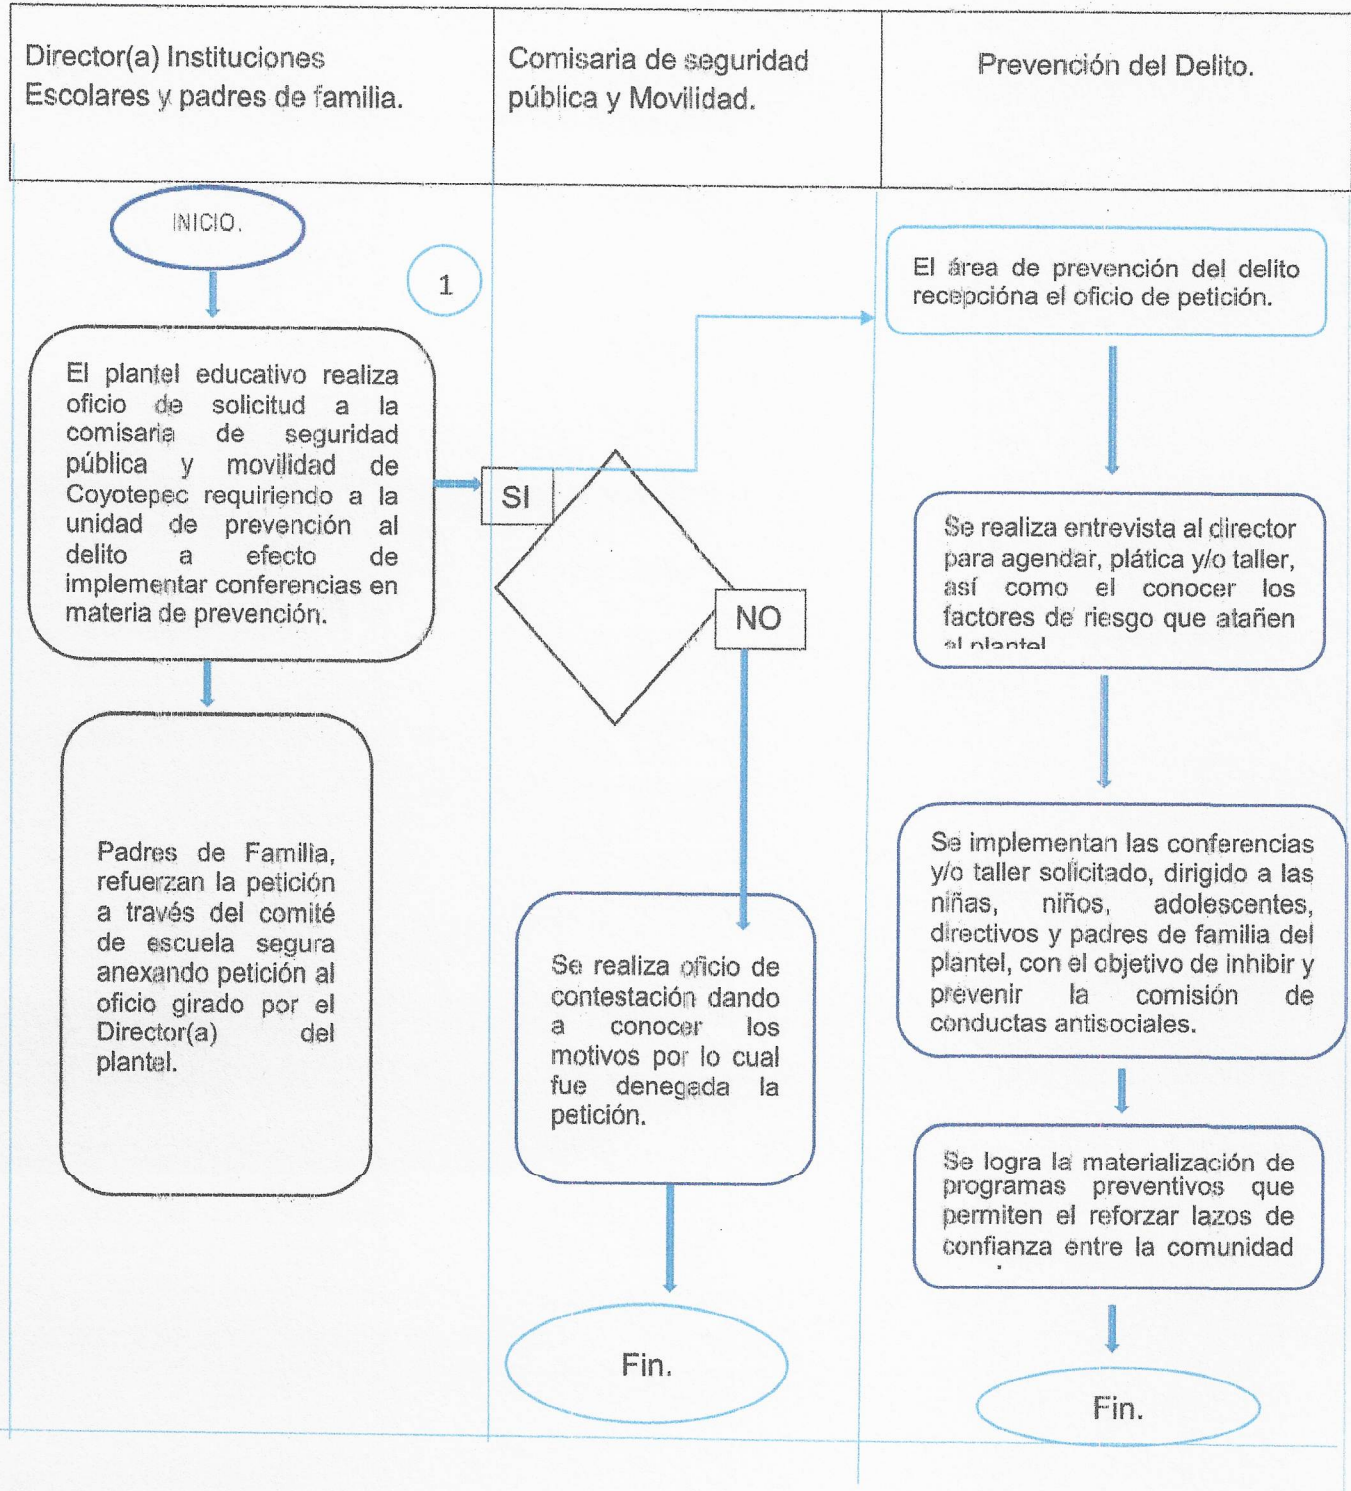 Director(a) Instituciones
Escolares y padres de familia.
Comisaria de seguridad
pública y Movilidad.
Prevención del Delito.
INICIO.
1
El plantel educativo realiza
oficio de solicitud a la
comisaria de seguridad
pública y movilidad de
Coyotepec requiriendo a la
unidad de prevención al
delito a efecto de
implementar conferencias en
materia de prevención.
Padres de Familia,
refuerzan la petición
a través del comité
de escuela segura
anexando petición al
oficio girado por el
Director(a) del
plantel.
SI
NO
Se realiza oficio de
contestación dando
a conocer los
motivos por lo cual
fue denegada la
petición.
Fin.
El área de prevención del delito
recepcióna el oficio de petición.
Se realiza entrevista al director
para agendar, plática y/o taller,
así como el conocer los
factores de riesgo que atañen
al plantel
Se implementan las conferencias
y/o taller solicitado, dirigido a las
niñas, niños, adolescentes,
directivos y padres de familia del
plantel, con el objetivo de inhibir y
prevenir la comisión de
conductas antisociales.
Se logra la materialización de
programas preventivos que
permiten el reforzar lazos de
confianza entre la comunidad
Fin.